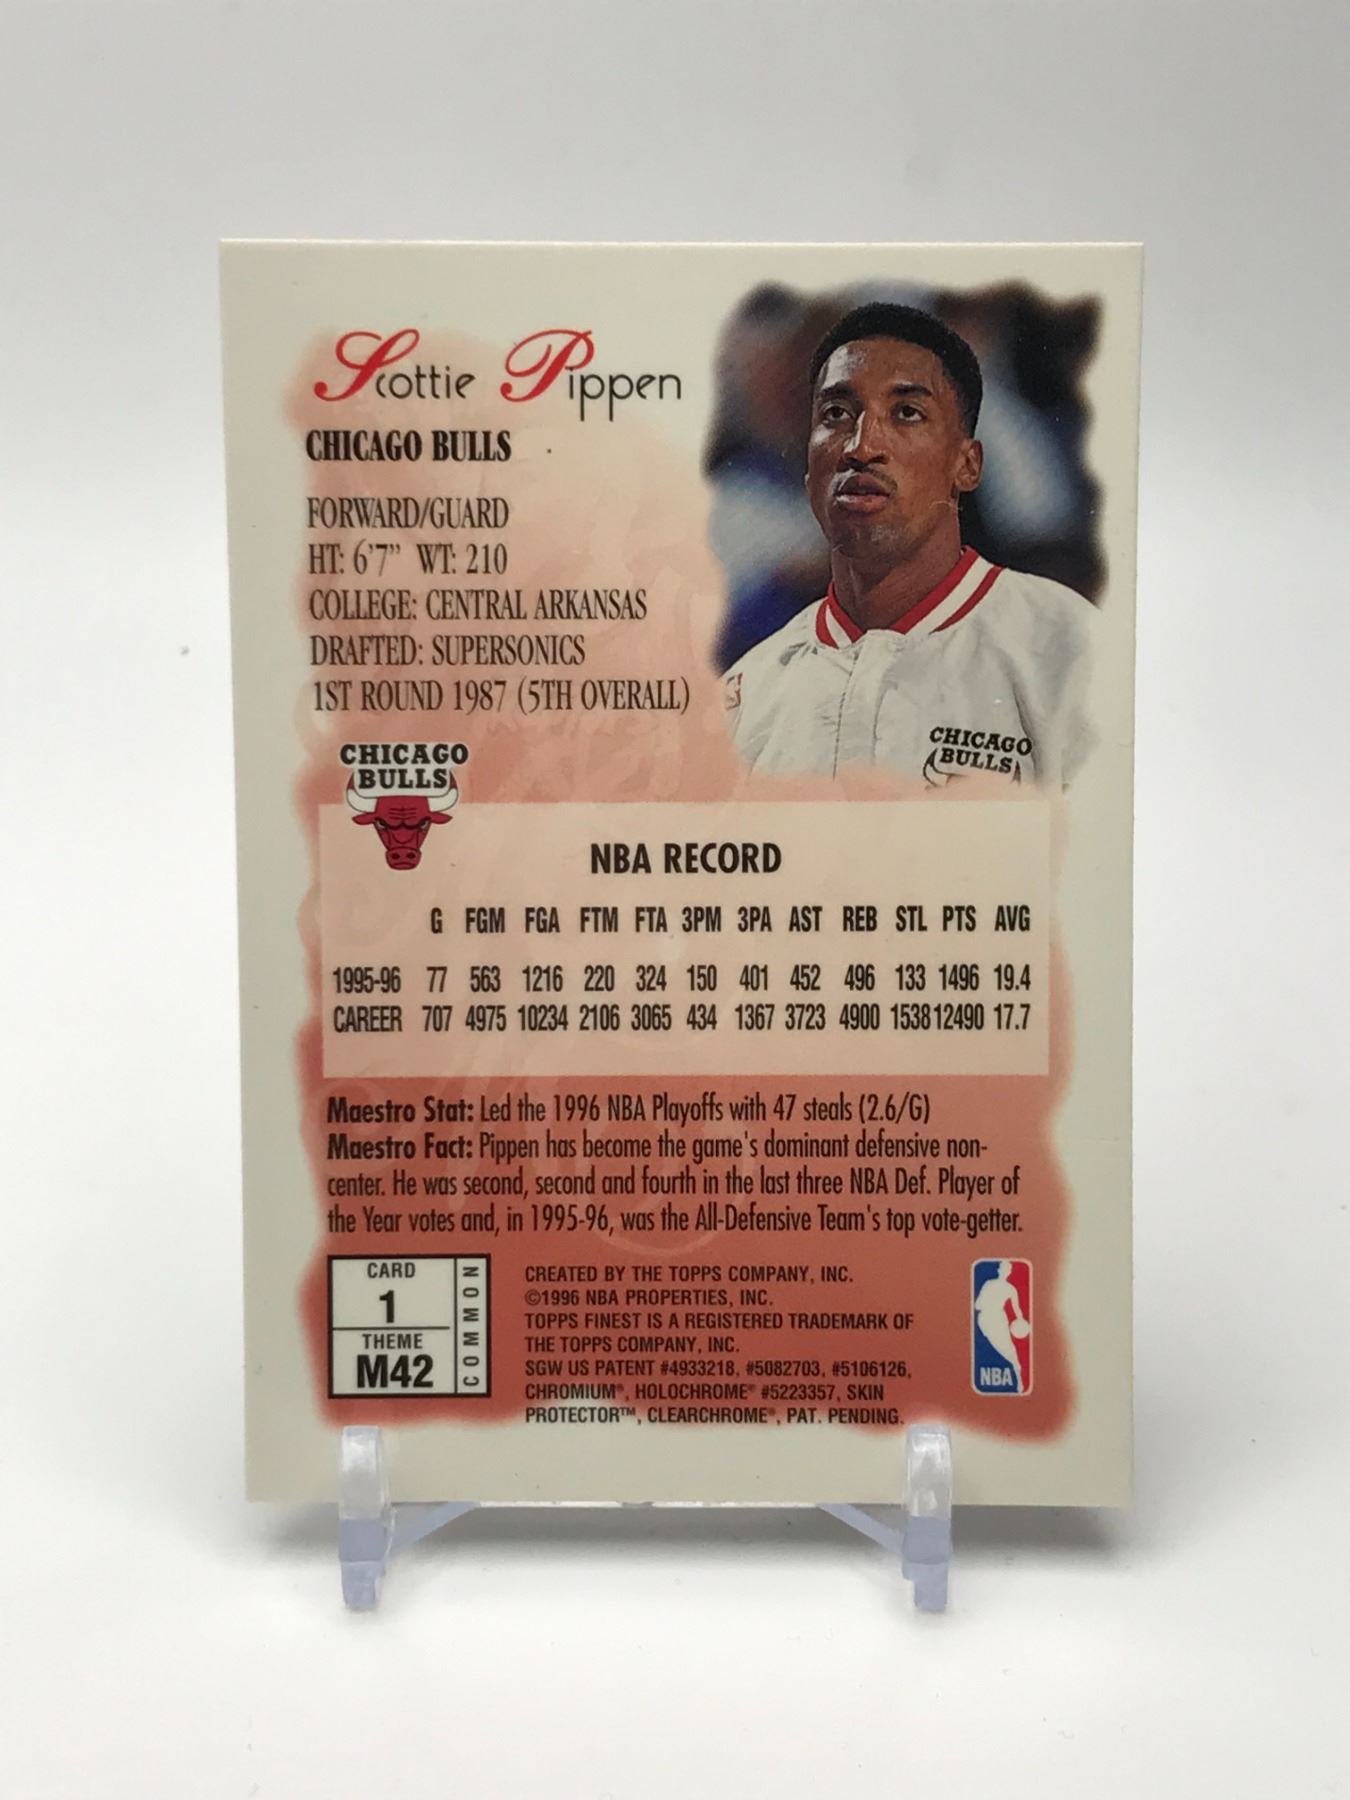 Scottie Pippen
CHICAGO BULLS
FORWARD/GUARD
HT: 6'7" WT: 210
COLLEGE: CENTRAL ARKANSAS
DRAFTED: SUPERSONICS
1ST ROUND 1987 (5TH OVERALL)
CHICAGO
BULLS
CHICAGO
BULLS
NBA RECORD
G FGM FGA FTM FTA 3PM 3PA AST REB STL PTS AVG
1995-96 77 563 1216 220 324 150 401 452 496 133 1496 19.4
CAREER 707 4975 10234 2106 3065 434 1367 3723 4900 1538 12490 17.7
Maestro Stat: Led the 1996 NBA Playoffs with 47 steals (2.6/G)
Maestro Fact: Pippen has become the game's dominant defensive non-
center. He was second, second and fourth in the last three NBA Def. Player of
the Year votes and, in 1995-96, was the All-Defensive Team's top vote-getter.
CARD
1
THEME
M42
COMMON
CREATED BY THE TOPPS COMPANY, INC.
©1996 NBA PROPERTIES, INC.
TOPPS FINEST IS A REGISTERED TRADEMARK OF
THE TOPPS COMPANY, INC.
SGW US PATENT #4933218, #5082703, #5106126,
CHROMIUM®, HOLOCHROME® #5223357, SKIN
PROTECTOR™, CLEARCHROME®, PAT. PENDING.
NBA